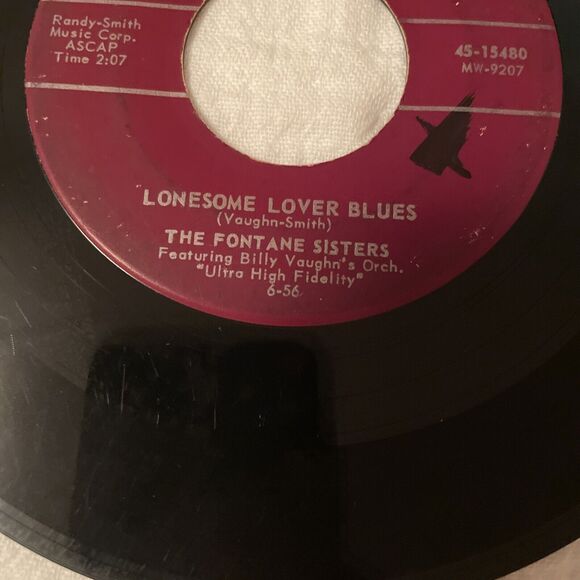 Randy-Smith
Music Corp.
ASCAP
Time 2:07
45-15480
MW-9207
LONESOME LOVER BLUES
(Vaughn-Smith)
THE FONTANE SISTERS
Featuring Billy Vaughn's Orch.
"Ultra High Fidelity"
6-56